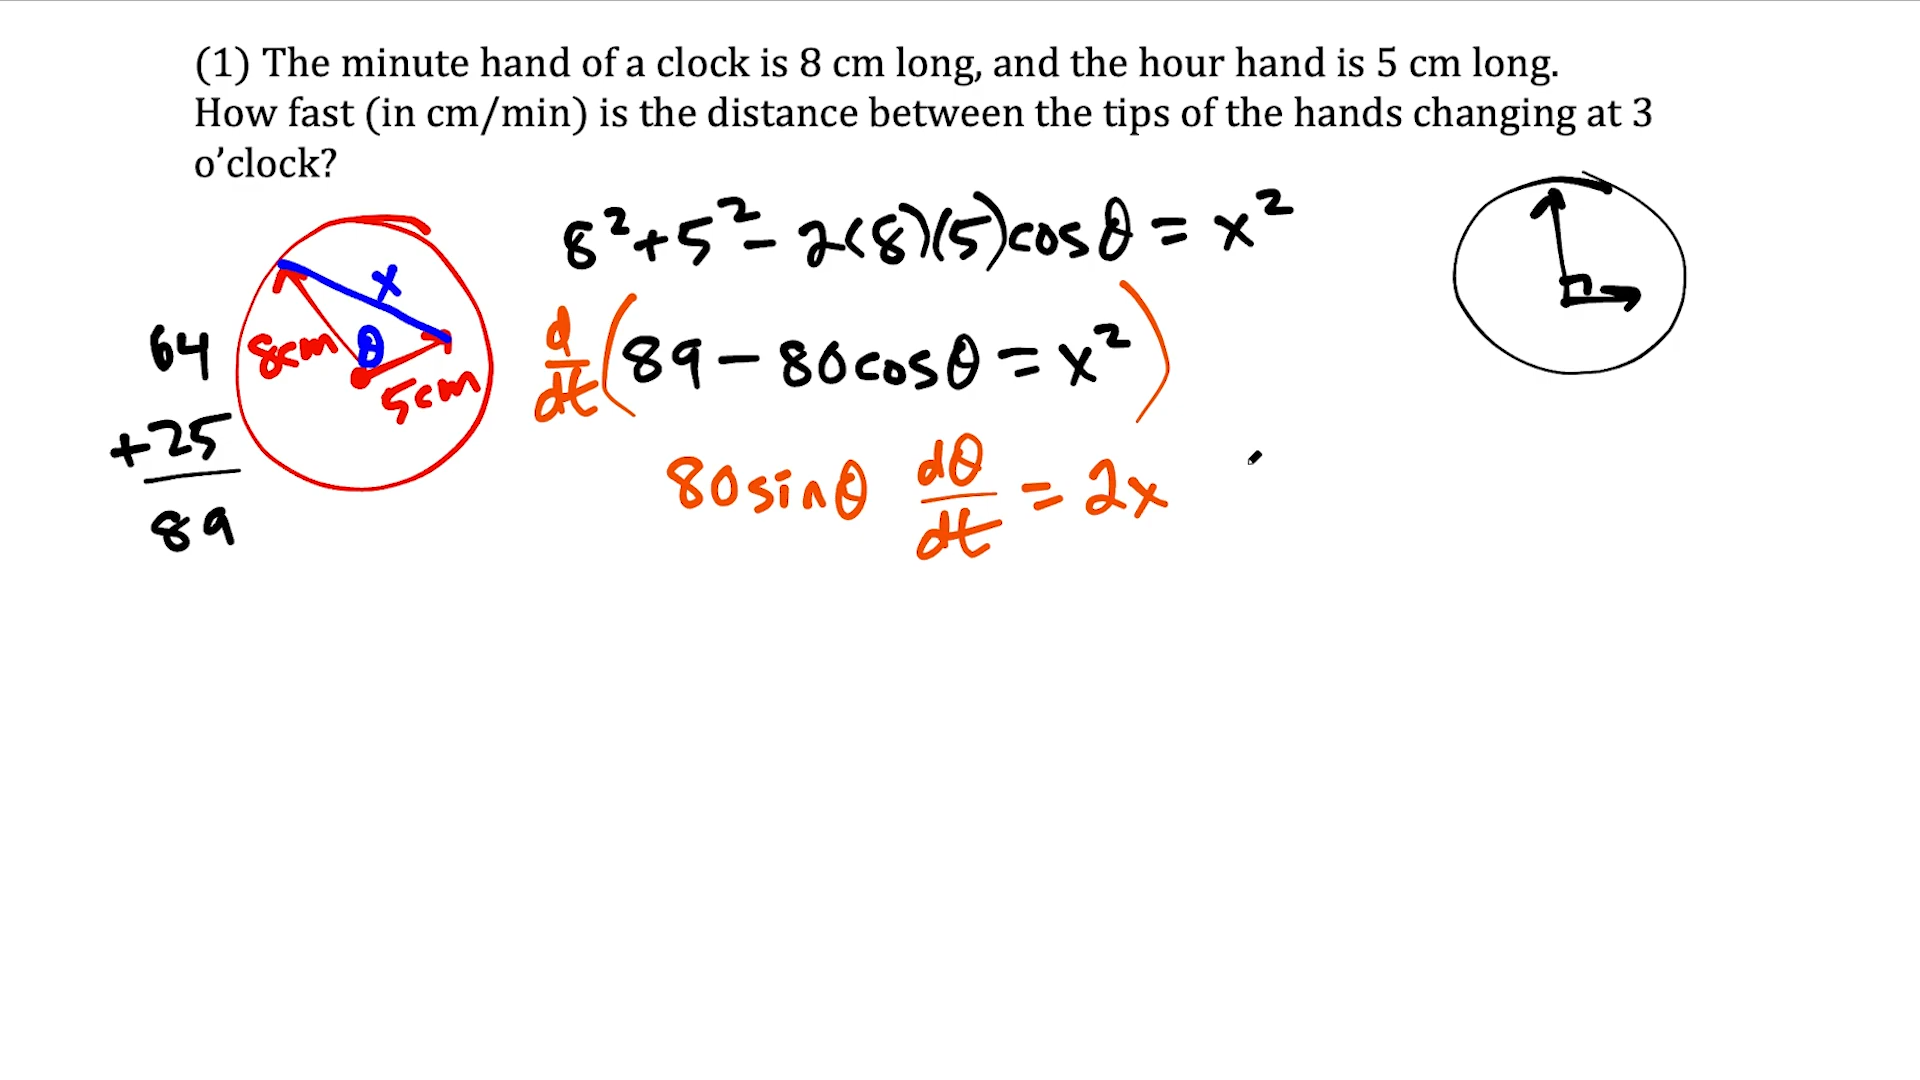 (1) The minute hand of a clock is 8 cm long, and the hour hand is 5 cm long.
How fast (in cm/min) is the distance between the tips of the hands changing at 3
o’clock?
8² + 5² - 2(8)(5)cosθ = x²
x
θ
8cm
5cm
64
+25
89
d/dt (89 - 80cosθ = x²)
80sinθ dθ/dt = 2x